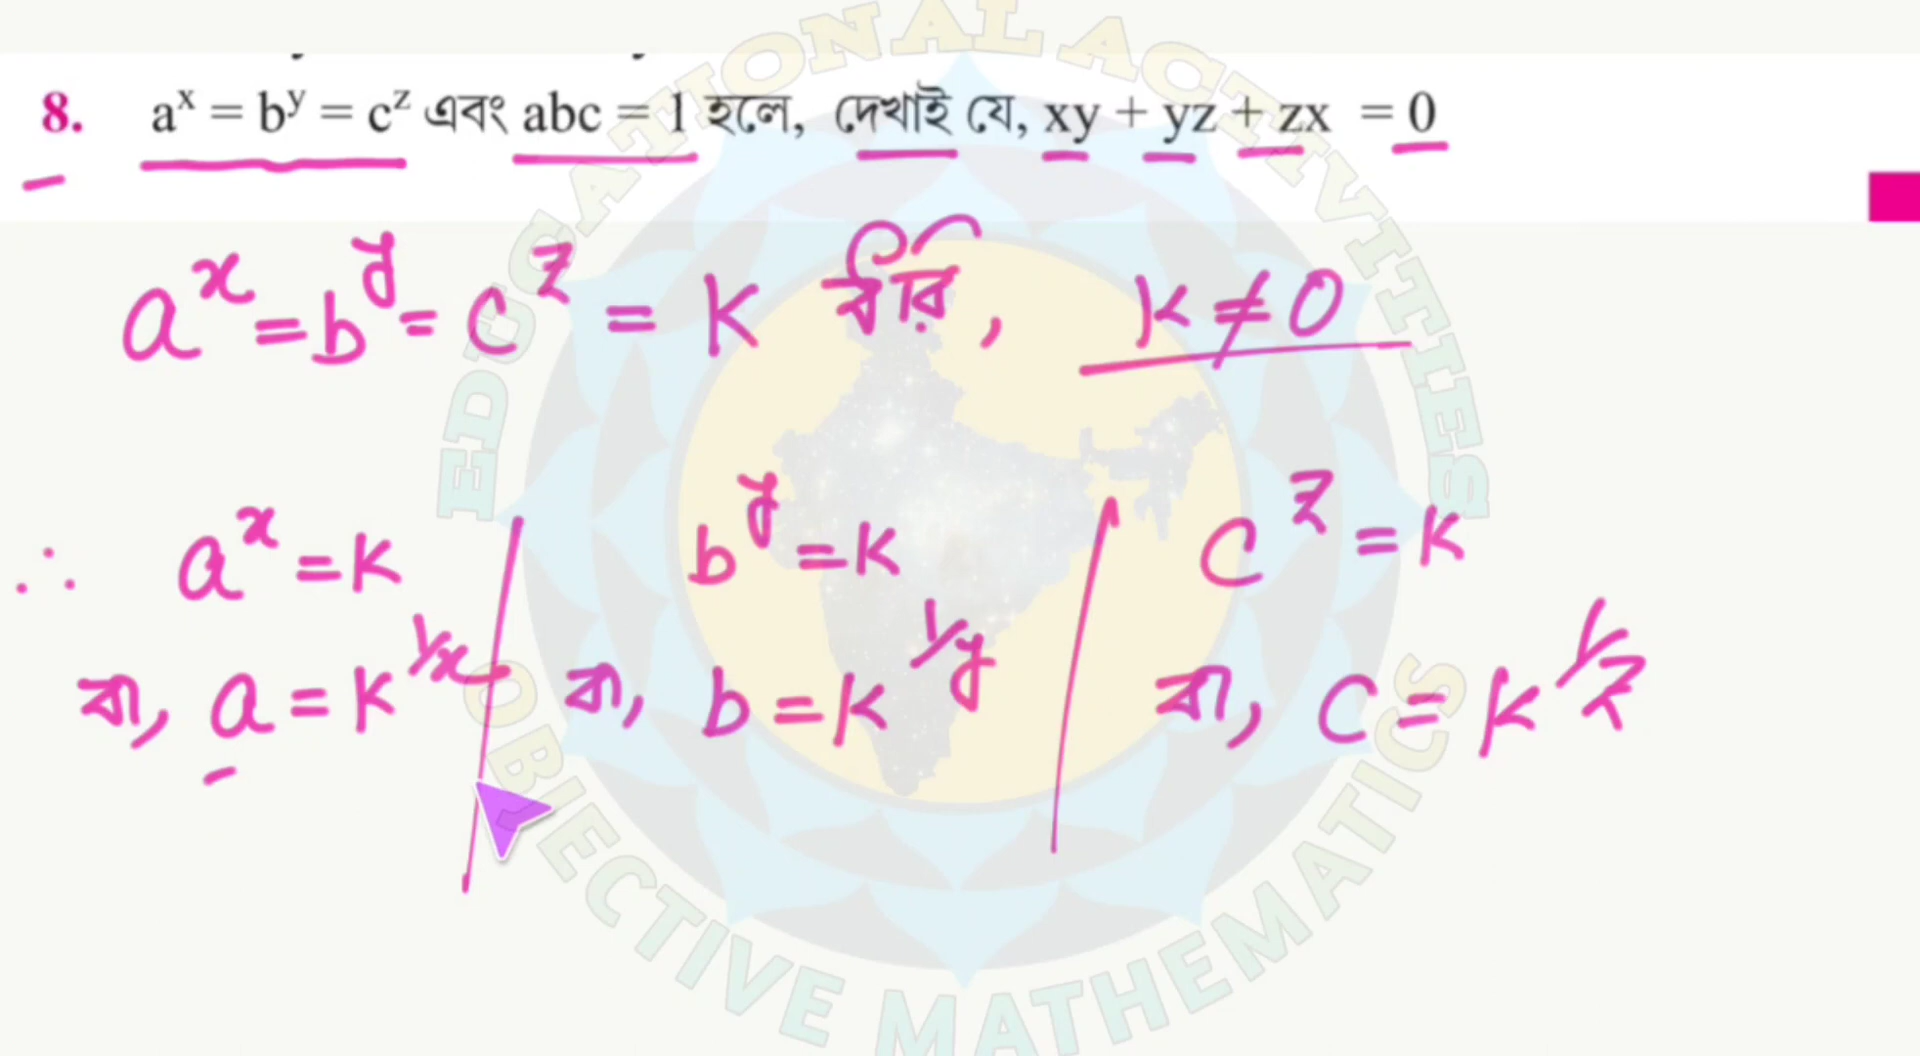 EDUCATIONAL ACTIVITIES
8. aˣ = bʸ = cᶻ এবং abc = 1 হলে, দেখাই যে, xy + yz + zx = 0
aˣ = bʸ = cᶻ = k ধরি, k ≠ 0
∴ aˣ = k | bʸ = k | cᶻ = k
বা, a = k^1/x | বা, b = k^1/y | বা, c = k^1/z
OBJECTIVE MATHEMATICS